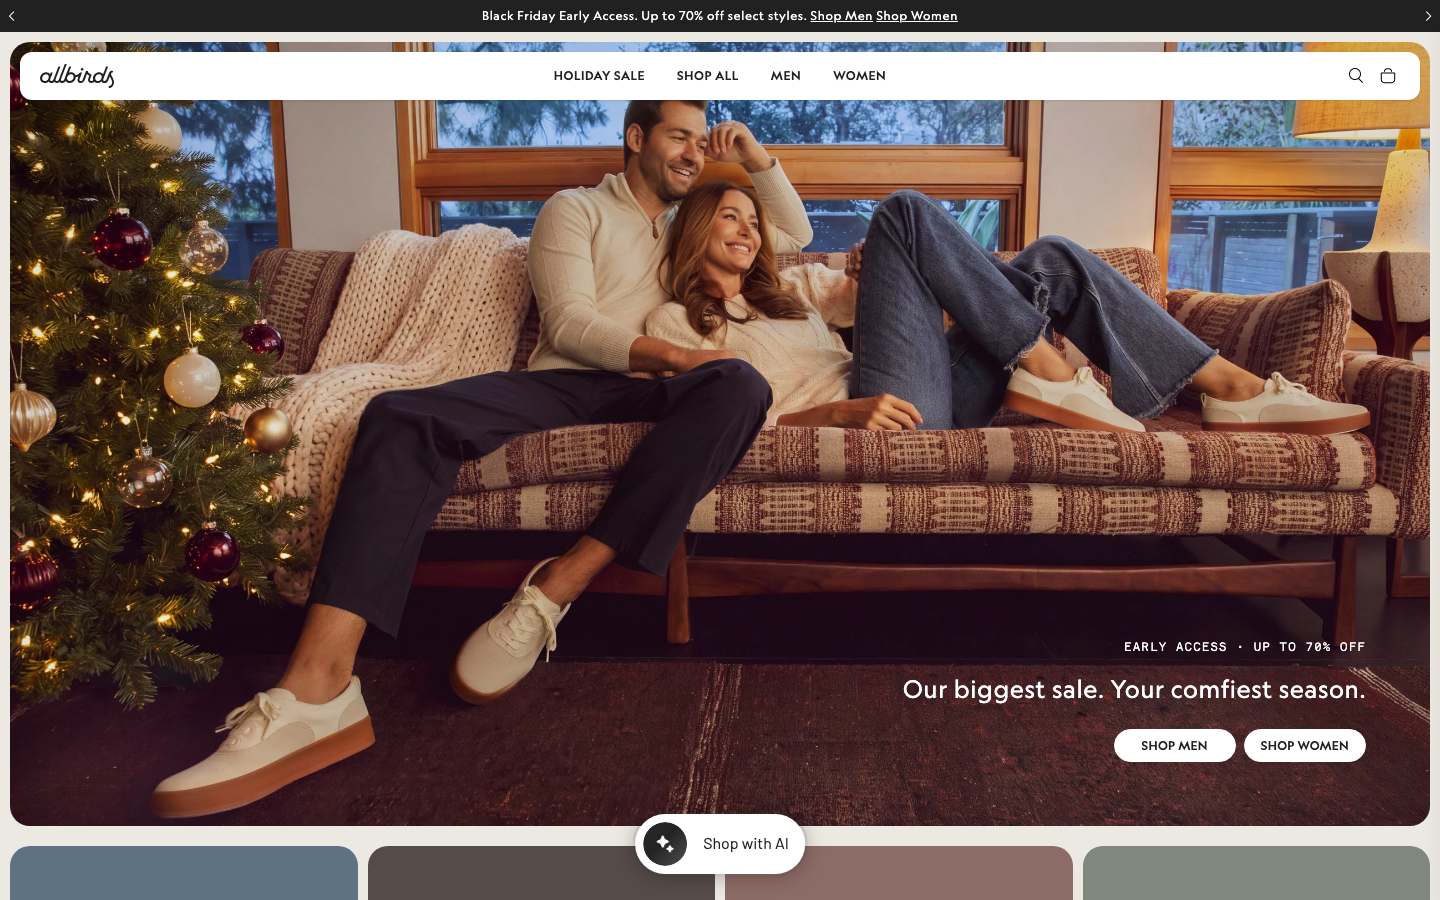 Black Friday Early Access. Up to 70% off select styles. Shop Men Shop Women
allbirds
HOLIDAY SALE
SHOP ALL
MEN
WOMEN
EARLY ACCESS · UP TO 70% OFF
Our biggest sale. Your comfiest season.
SHOP MEN
SHOP WOMEN
Shop with AI